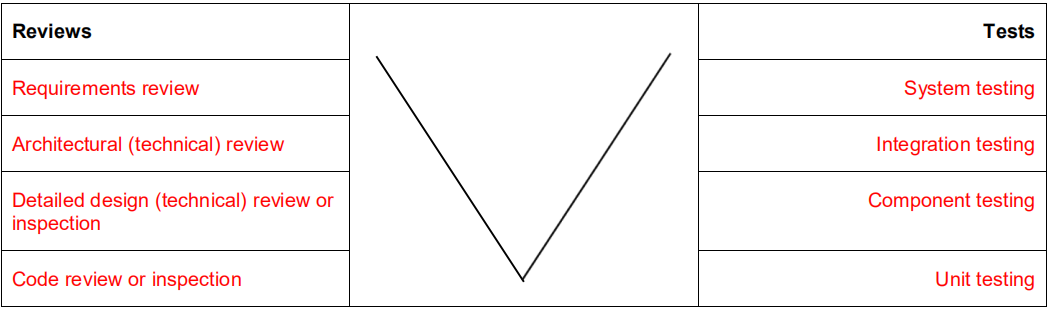 Reviews
Tests
Requirements review
System testing
Architectural (technical) review
Integration testing
Detailed design (technical) review or
inspection
Component testing
Code review or inspection
Unit testing